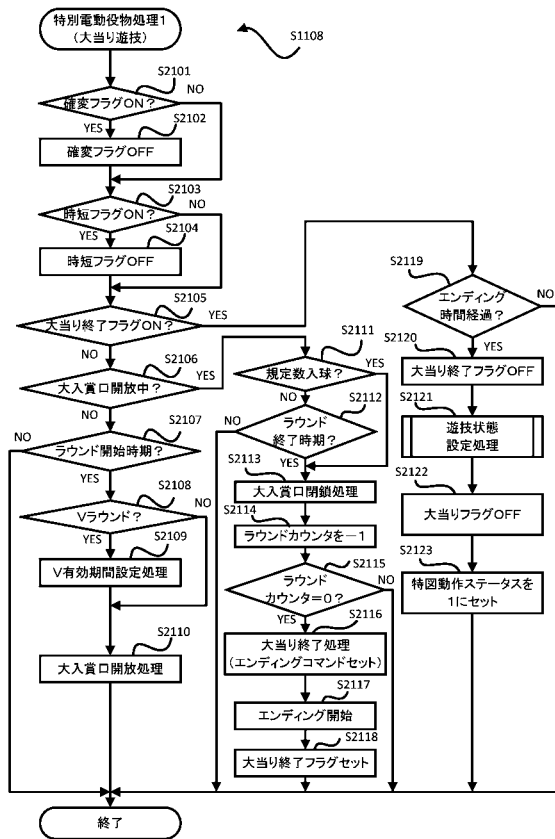 特別電動役物処理1
(大当り遊技)
S1108
S2101
確変フラグON?
NO
YES
S2102
確変フラグOFF
S2103
時短フラグON?
NO
YES
S2104
時短フラグOFF
S2105
大当り終了フラグON?
YES
NO
S2106
大入賞口開放中?
YES
NO
S2107
NO
ラウンド開始時期?
YES
S2108
Vラウンド?
NO
YES
S2109
V有効期間設定処理
S2110
大入賞口開放処理
終了
S2111
規定数入球?
YES
NO
S2112
NO
ラウンド
終了時期?
YES
S2113
大入賞口閉鎖処理
S2114
ラウンドカウンタを-1
S2115
ラウンド
カウンタ=0?
NO
YES
S2116
大当り終了処理
(エンディングコマンドセット)
S2117
エンディング開始
S2118
大当り終了フラグセット
S2119
エンディング
時間経過?
NO
YES
S2120
大当り終了フラグOFF
S2121
遊技状態
設定処理
S2122
大当りフラグOFF
S2123
特図動作ステータスを
1にセット